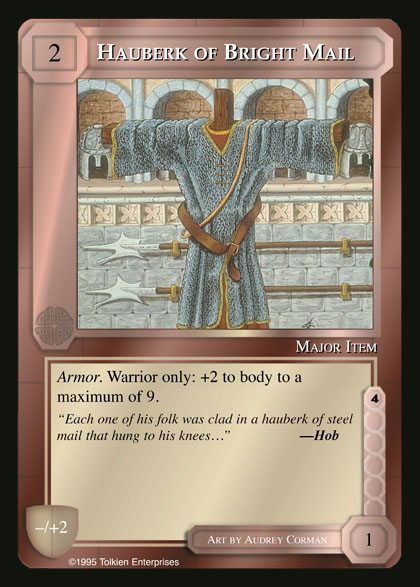 2
HAUBERK OF BRIGHT MAIL
MAJOR ITEM
Armor. Warrior only: +2 to body to a
maximum of 9.
“Each one of his folk was clad in a hauberk of steel
mail that hung to his knees…” —Hob
4
–/+2
ART BY AUDREY CORMAN
1
©1995 Tolkien Enterprises